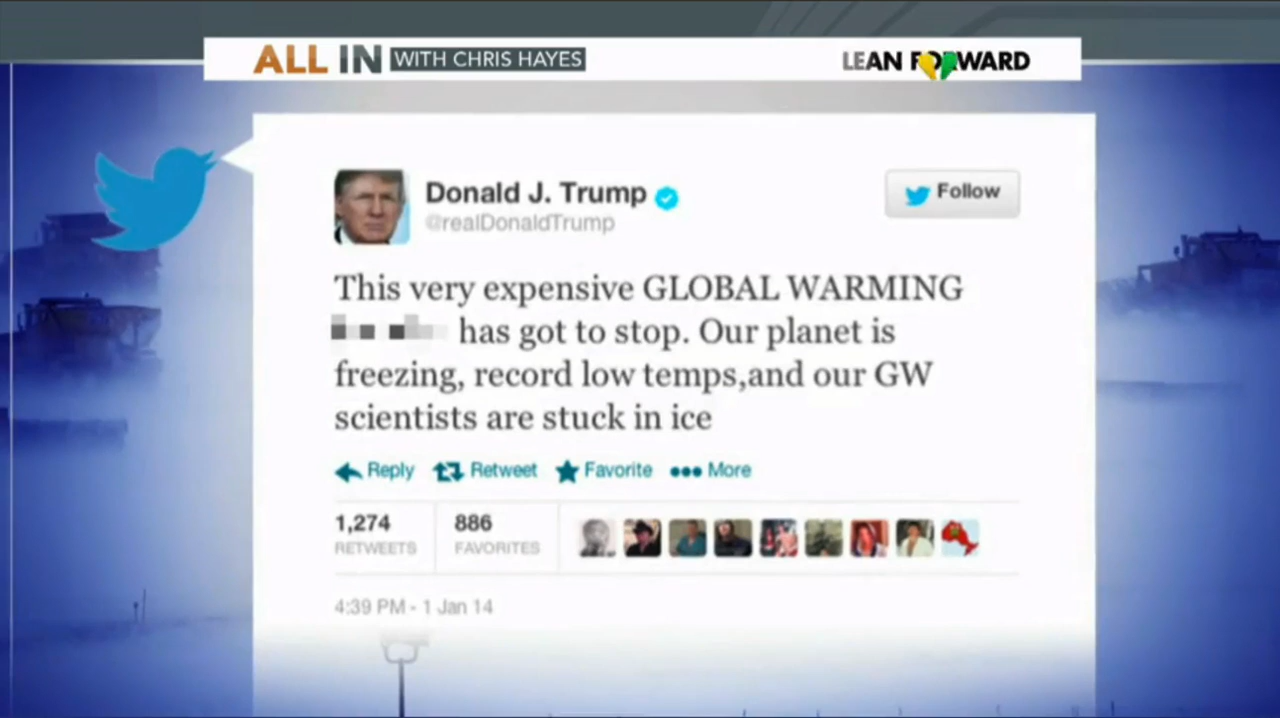 ALL IN WITH CHRIS HAYES
LEAN FORWARD
Donald J. Trump
Follow
@realDonaldTrump
This very expensive GLOBAL WARMING
has got to stop. Our planet is
freezing, record low temps,and our GW
scientists are stuck in ice
Reply Retweet Favorite More
1,274 886
RETWEETS FAVORITES
4:39 PM - 1 Jan 14